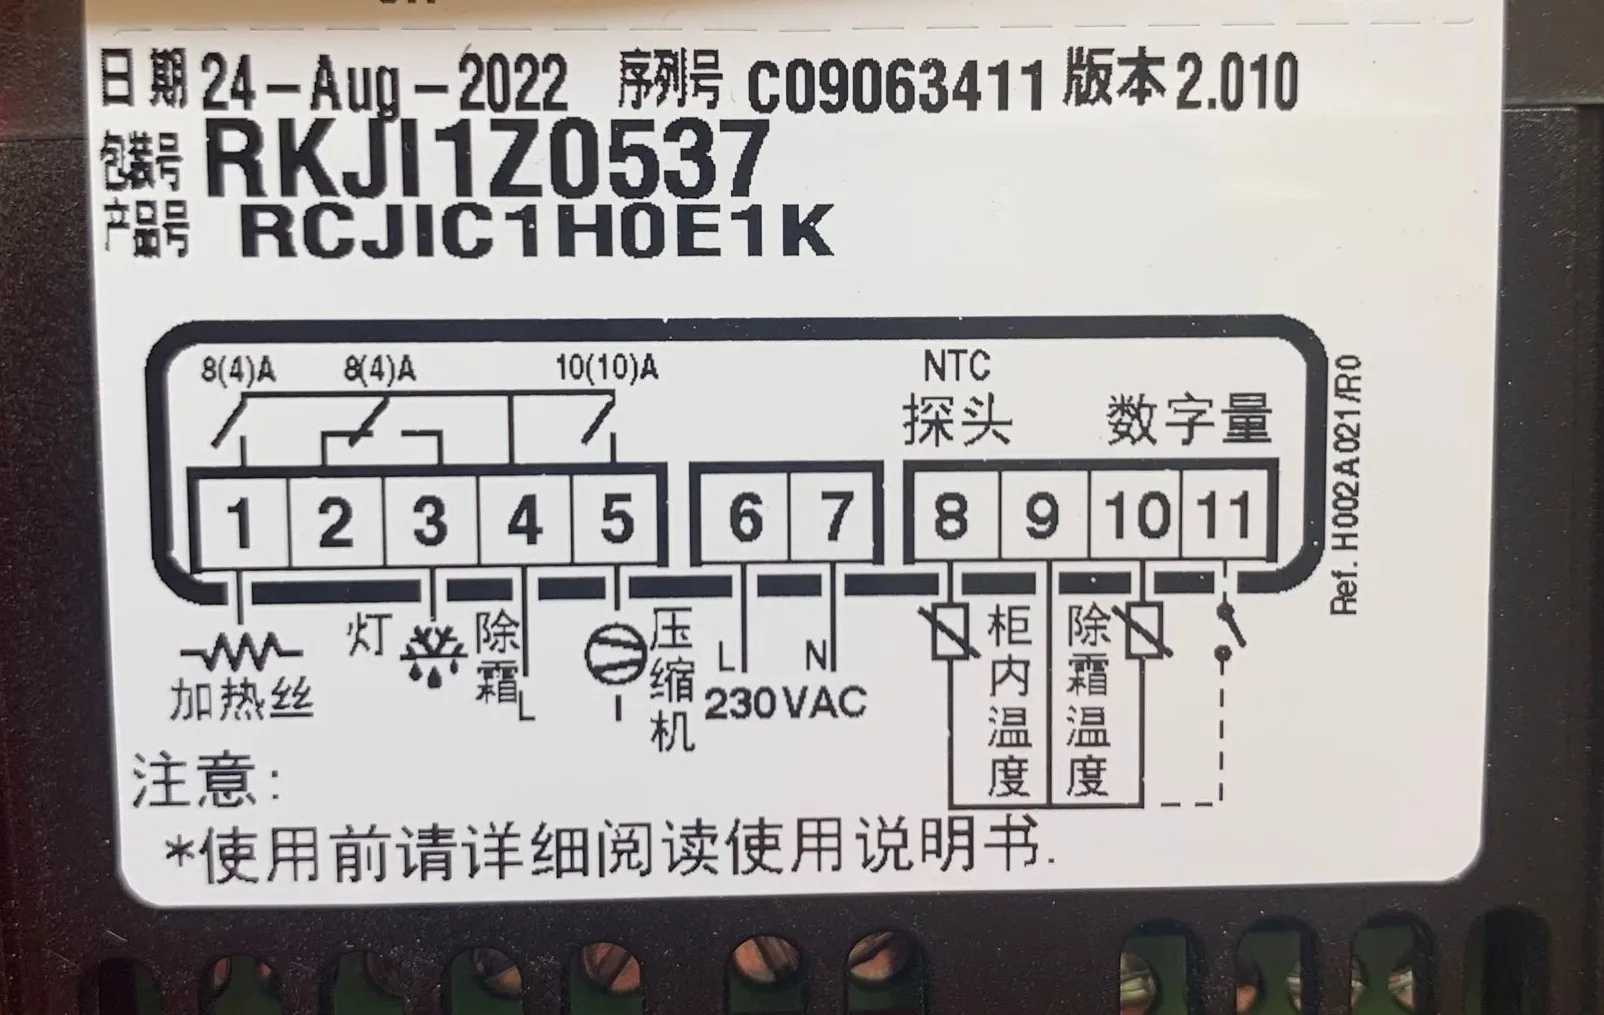 日期 24-Aug-2022 序列号 C09063411 版本 2.010
包装号 RKJI1Z0537
产品号 RCJIC1H0E1K
8(4)A 8(4)A 10(10)A NTC
探头 数字量
1 2 3 4 5 6 7 8 9 10 11
加热丝
灯
除霜
L
压缩机
L N
230VAC
柜内温度
除霜温度
Ref. H002A021/R0
注意:
*使用前请详细阅读使用说明书.